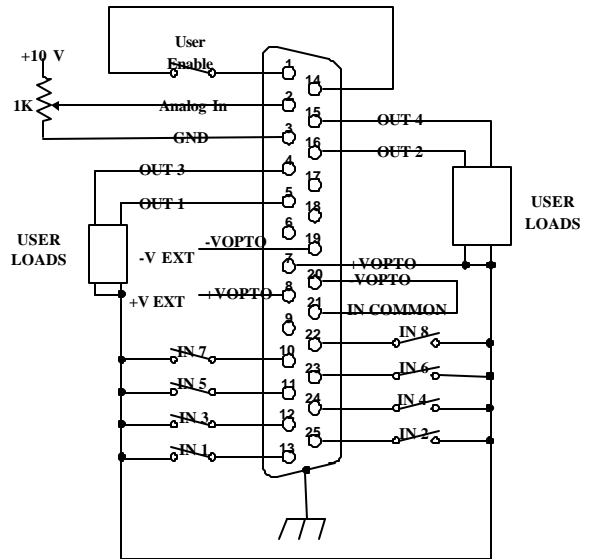 User
Enable
+10 V
1K
Analog In
GND
OUT 3
OUT 1
USER
LOADS
-V EXT
-VOPTO
+V EXT
+VOPTO
IN 7
IN 5
IN 3
IN 1
1
2
3
4
5
6
7
8
9
10
11
12
13
14
15
16
17
18
19
20
21
22
23
24
25
OUT 4
OUT 2
USER
LOADS
+VOPTO
-VOPTO
IN COMMON
IN 8
IN 6
IN 4
IN 2